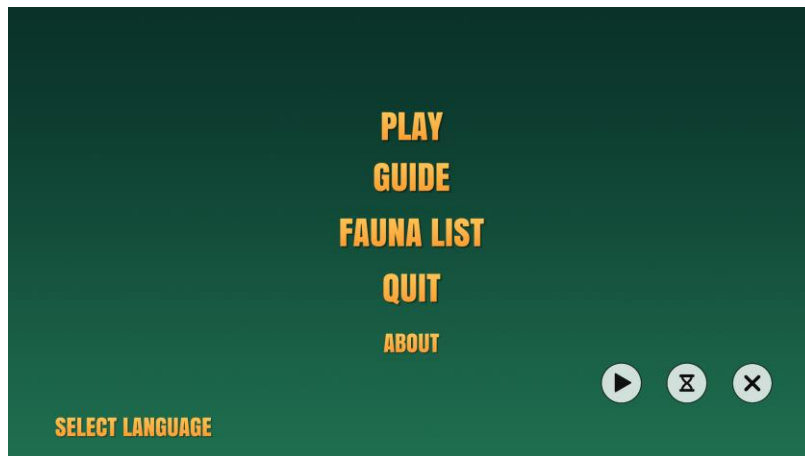 PLAY
GUIDE
FAUNA LIST
QUIT
ABOUT
SELECT LANGUAGE